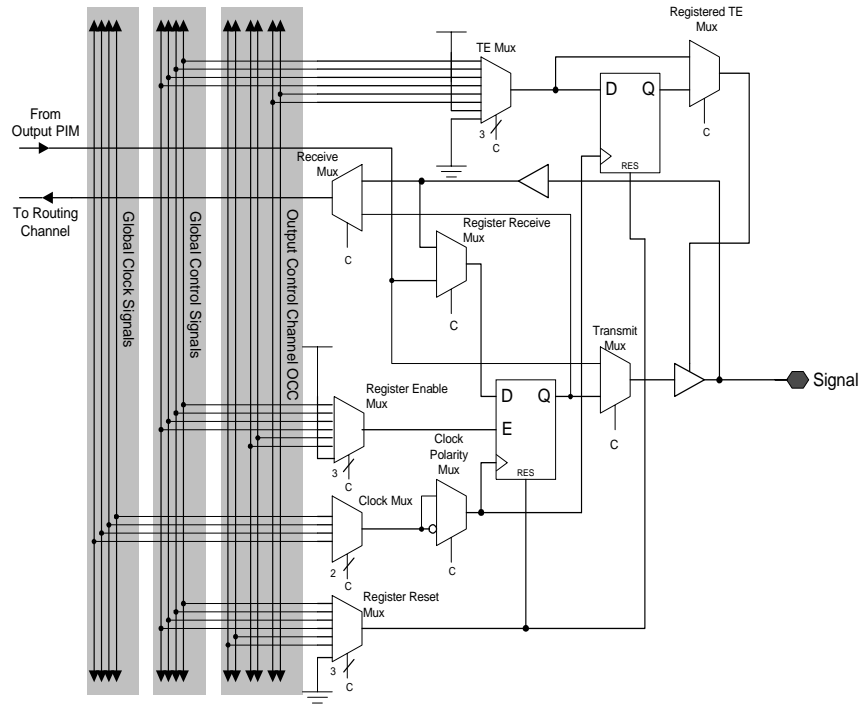 Registered TE
Mux
TE Mux
D Q
RES
3
C
C
From
Output PIM
Receive
Mux
To Routing
Channel
C
Register Receive
Mux
C
Global Clock Signals
Global Control Signals
Output Control Channel OCC
Transmit
Mux
Signal
C
Register Enable
Mux
D Q
E
RES
3
C
Clock
Polarity
Mux
Clock Mux
2
C
C
Register Reset
Mux
3
C